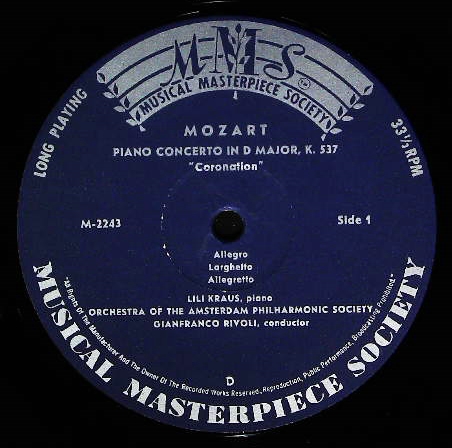 MMS
TM
MUSICAL MASTERPIECE SOCIETY
LONG PLAYING
33⅓ RPM
MOZART
PIANO CONCERTO IN D MAJOR, K. 537
"Coronation"
M-2243
Side 1
Allegro
Larghetto
Allegretto
LILI KRAUS, piano
ORCHESTRA OF THE AMSTERDAM PHILHARMONIC SOCIETY
GIANFRANCO RIVOLI, conductor
"All Rights Of The Manufacturer And The Owner Of The Recorded Works Reserved. Reproduction, Public Performance, Broadcasting Prohibited."
D
MUSICAL MASTERPIECE SOCIETY